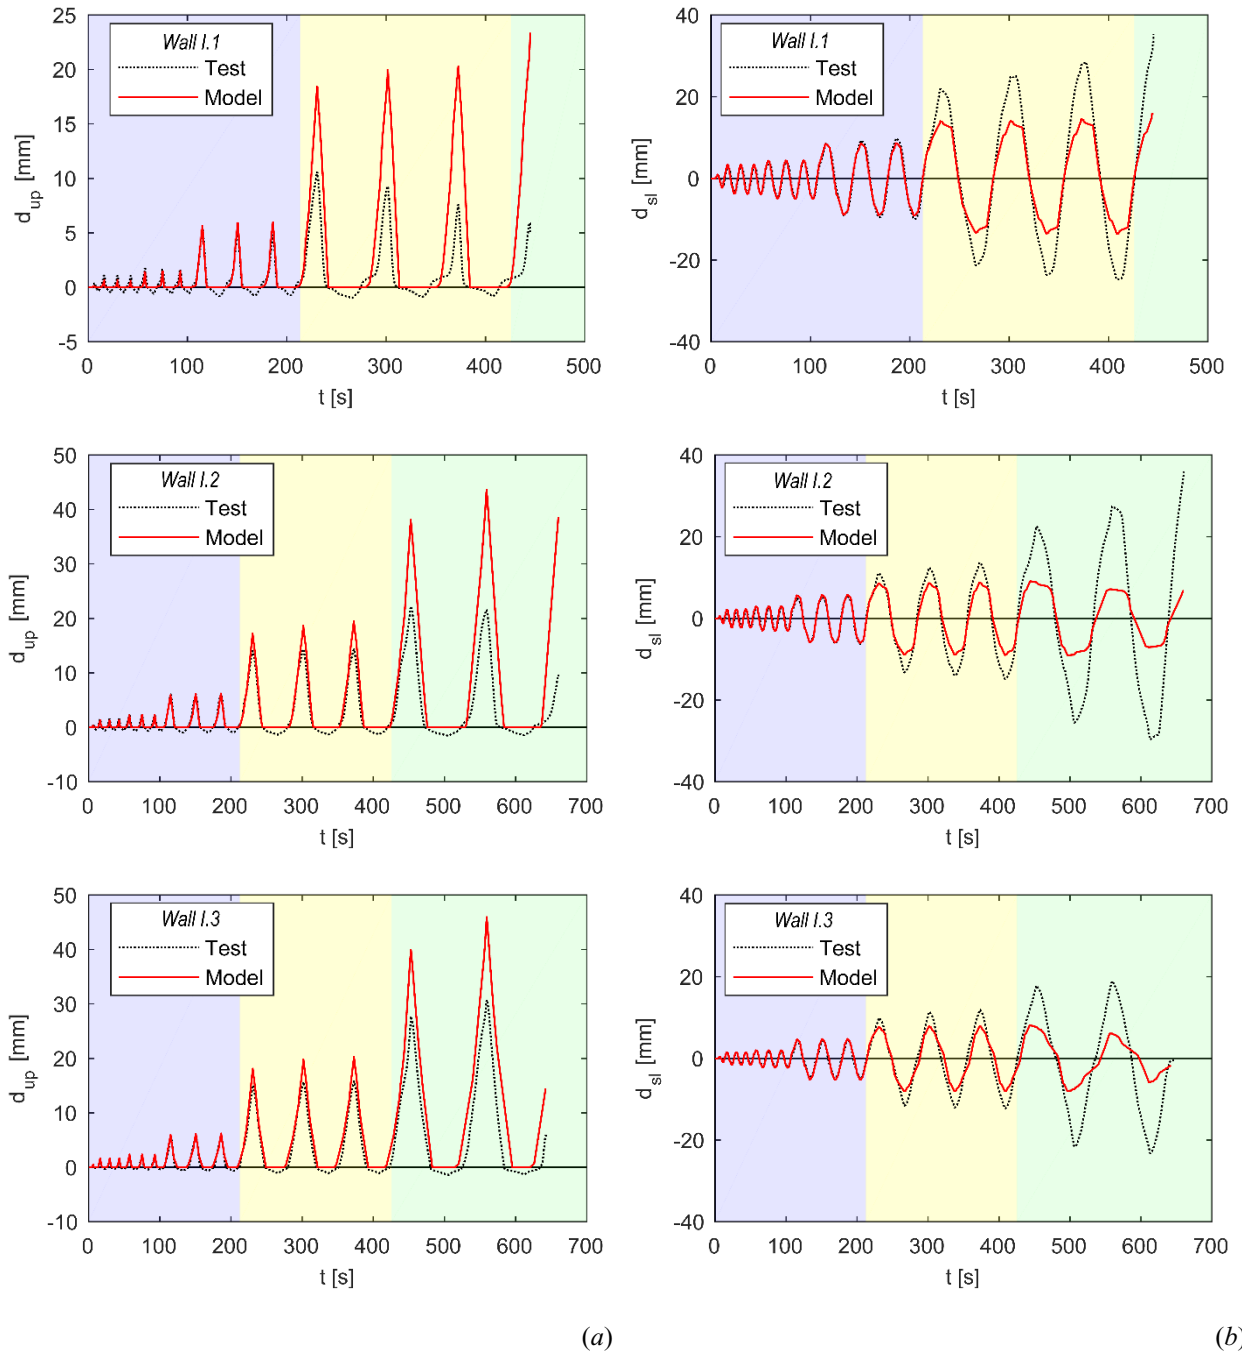 25
20
15
10
5
0
-5
d_up [mm]
Wall I.1
Test
Model
0 100 200 300 400 500
t [s]
40
20
0
-20
-40
d_sl [mm]
Wall I.1
Test
Model
0 100 200 300 400 500
t [s]
50
40
30
20
10
0
-10
d_up [mm]
Wall I.2
Test
Model
0 100 200 300 400 500 600 700
t [s]
40
20
0
-20
-40
d_sl [mm]
Wall I.2
Test
Model
0 100 200 300 400 500 600 700
t [s]
50
40
30
20
10
0
-10
d_up [mm]
Wall I.3
Test
Model
0 100 200 300 400 500 600 700
t [s]
40
20
0
-20
-40
d_sl [mm]
Wall I.3
Test
Model
0 100 200 300 400 500 600 700
t [s]
(a)
(b)